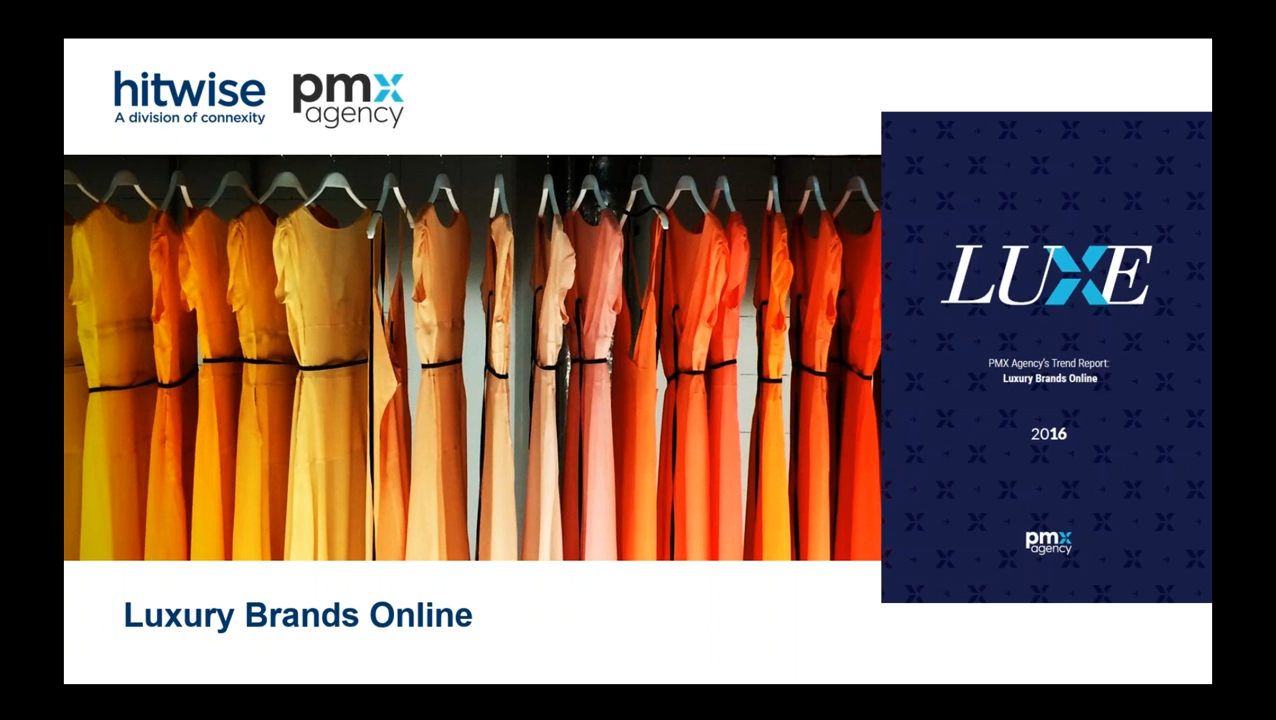 hitwise
A division of connexity
pmx
agency
LUXE
PMX Agency's Trend Report:
Luxury Brands Online
2016
pmx
agency
Luxury Brands Online